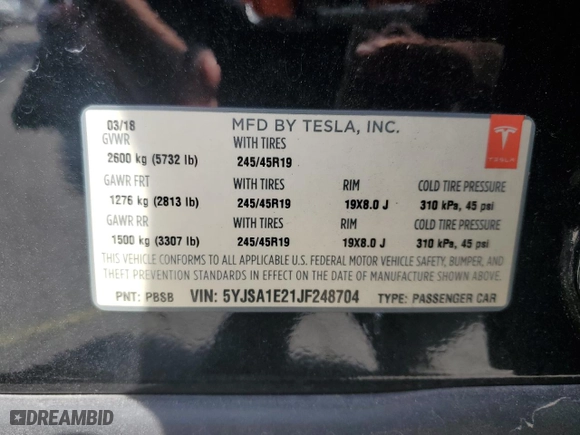 03/18 MFD BY TESLA, INC.
GVWR WITH TIRES
2600 kg (5732 lb) 245/45R19
TESLA
GAWR FRT WITH TIRES RIM COLD TIRE PRESSURE
1276 kg (2813 lb) 245/45R19 19X8.0 J 310 kPa, 45 psi
GAWR RR WITH TIRES RIM COLD TIRE PRESSURE
1500 kg (3307 lb) 245/45R19 19X8.0 J 310 kPa, 45 psi
THIS VEHICLE CONFORMS TO ALL APPLICABLE U.S. FEDERAL MOTOR VEHICLE SAFETY, BUMPER, AND
THEFT PREVENTION STANDARDS IN EFFECT ON THE DATE OF MANUFACTURE SHOWN ABOVE.
PNT: PBSB VIN: 5YJSA1E21JF248704 TYPE: PASSENGER CAR
DREAMBID